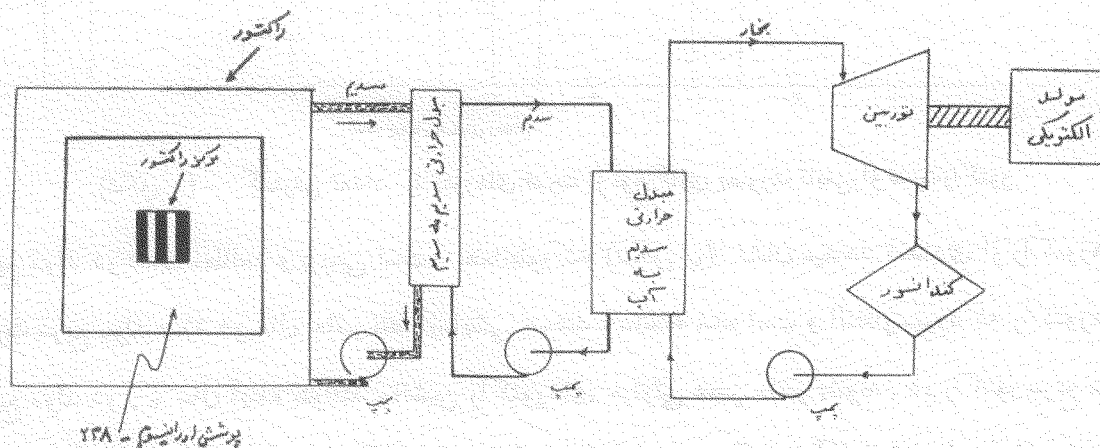 راکتور
سدیم
مرکز راکتور
پوشش اورانیوم - ۲۳۸
مبدل حرارتی سدیم به سدیم
پمپ
سدیم
پمپ
مبدل
حرارتی
سدیم
به
آب
بخار
توربین
مولد
الکتریکی
کندانسور
پمپ